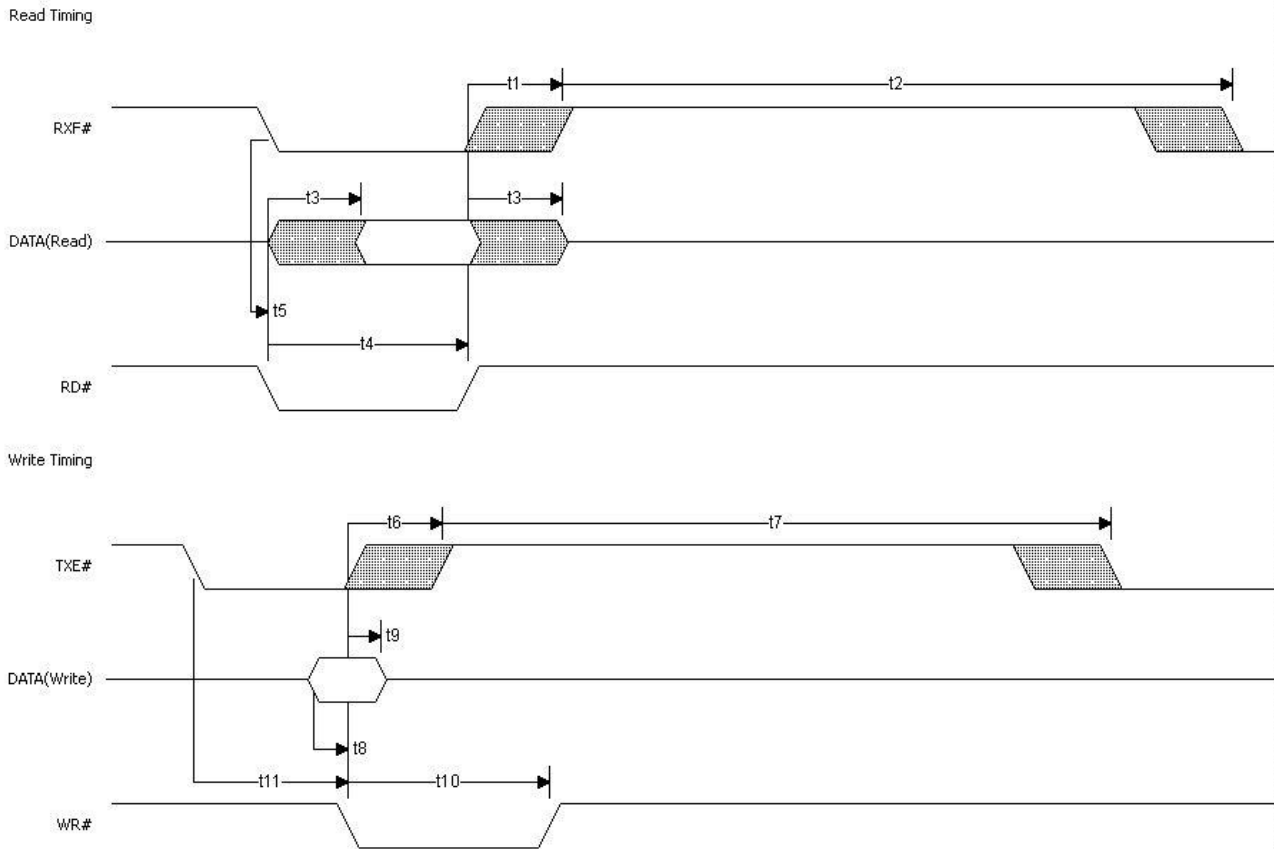 Read Timing
t1
t2
RXF#
t3
t3
DATA(Read)
t5
t4
RD#
Write Timing
t6
t7
TXE#
t9
DATA(Write)
t8
t11
t10
WR#